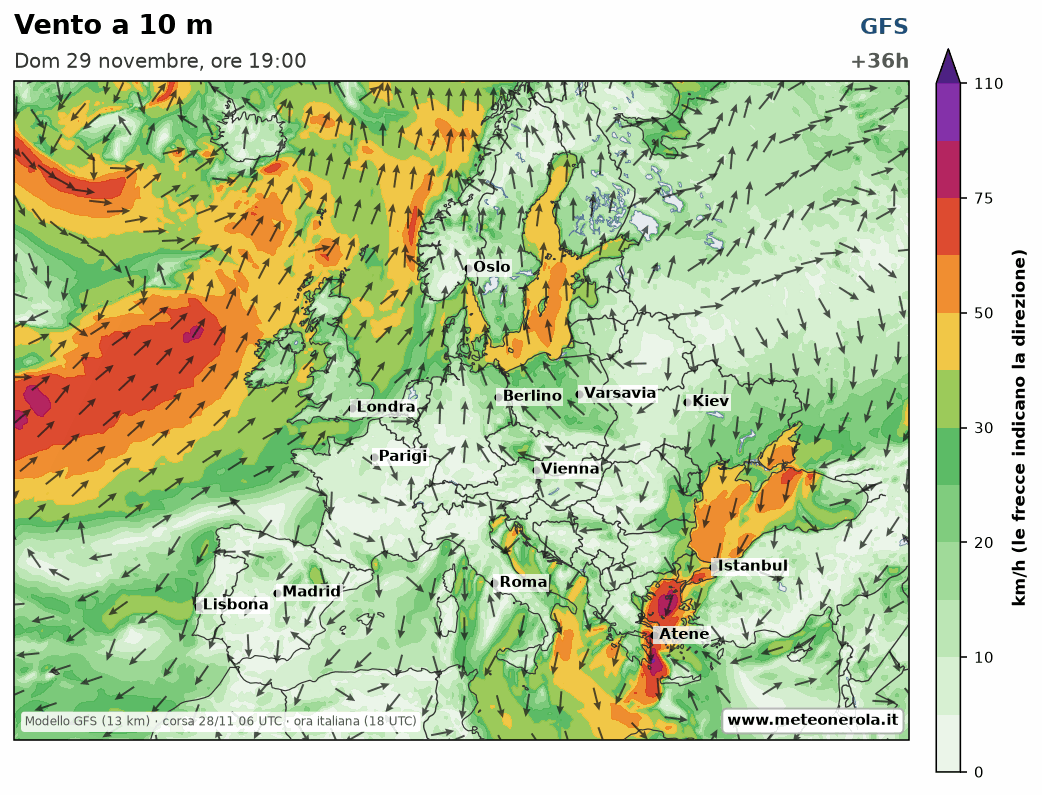 Vento a 10 m
GFS
Dom 29 novembre, ore 19:00
+36h
110
75
50
30
20
10
0
km/h (le frecce indicano la direzione)
Oslo
Berlino
Varsavia
Kiev
Londra
Parigi
Vienna
Istanbul
Roma
Madrid
Lisbona
Atene
Modello GFS (13 km) · corsa 28/11 06 UTC · ora italiana (18 UTC)
www.meteonerola.it